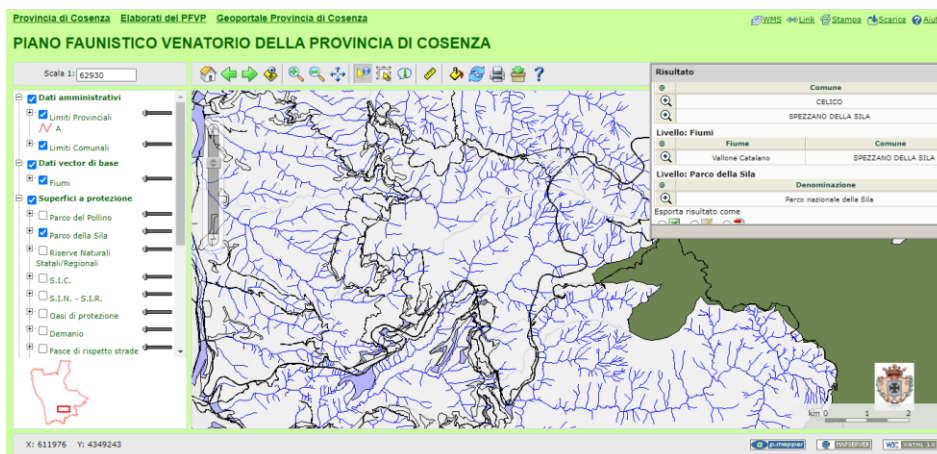 Provincia di Cosenza Elaborati del PFVP Geoportale Provincia di Cosenza
WMS Link Stampa Scarica Aiut
PIANO FAUNISTICO VENATORIO DELLA PROVINCIA DI COSENZA
Scala 1: 62930
Dati amministrativi
Limiti Provinciali
A
Limiti Comunali
Dati vector di base
Fiumi
Superfici a protezione
Parco del Pollino
Parco della Sila
Riserve Naturali
Statali/Regionali
S.I.C.
S.I.N. - S.I.R.
Oasi di protezione
Demanio
Fasce di rispetto strade
Risultato
@ Comune
CELICO
SPEZZANO DELLA SILA
Livello: Fiumi
@ Fiume Comune
Vallone Catalano SPEZZANO DELLA SILA
Livello: Parco della Sila
@ Denominazione
Parco nazionale della Sila
Esporta risultato come
km 0 1 2
X: 611976 Y: 4349243
p.mapper MAPSERVER W3C XHTML 1.0